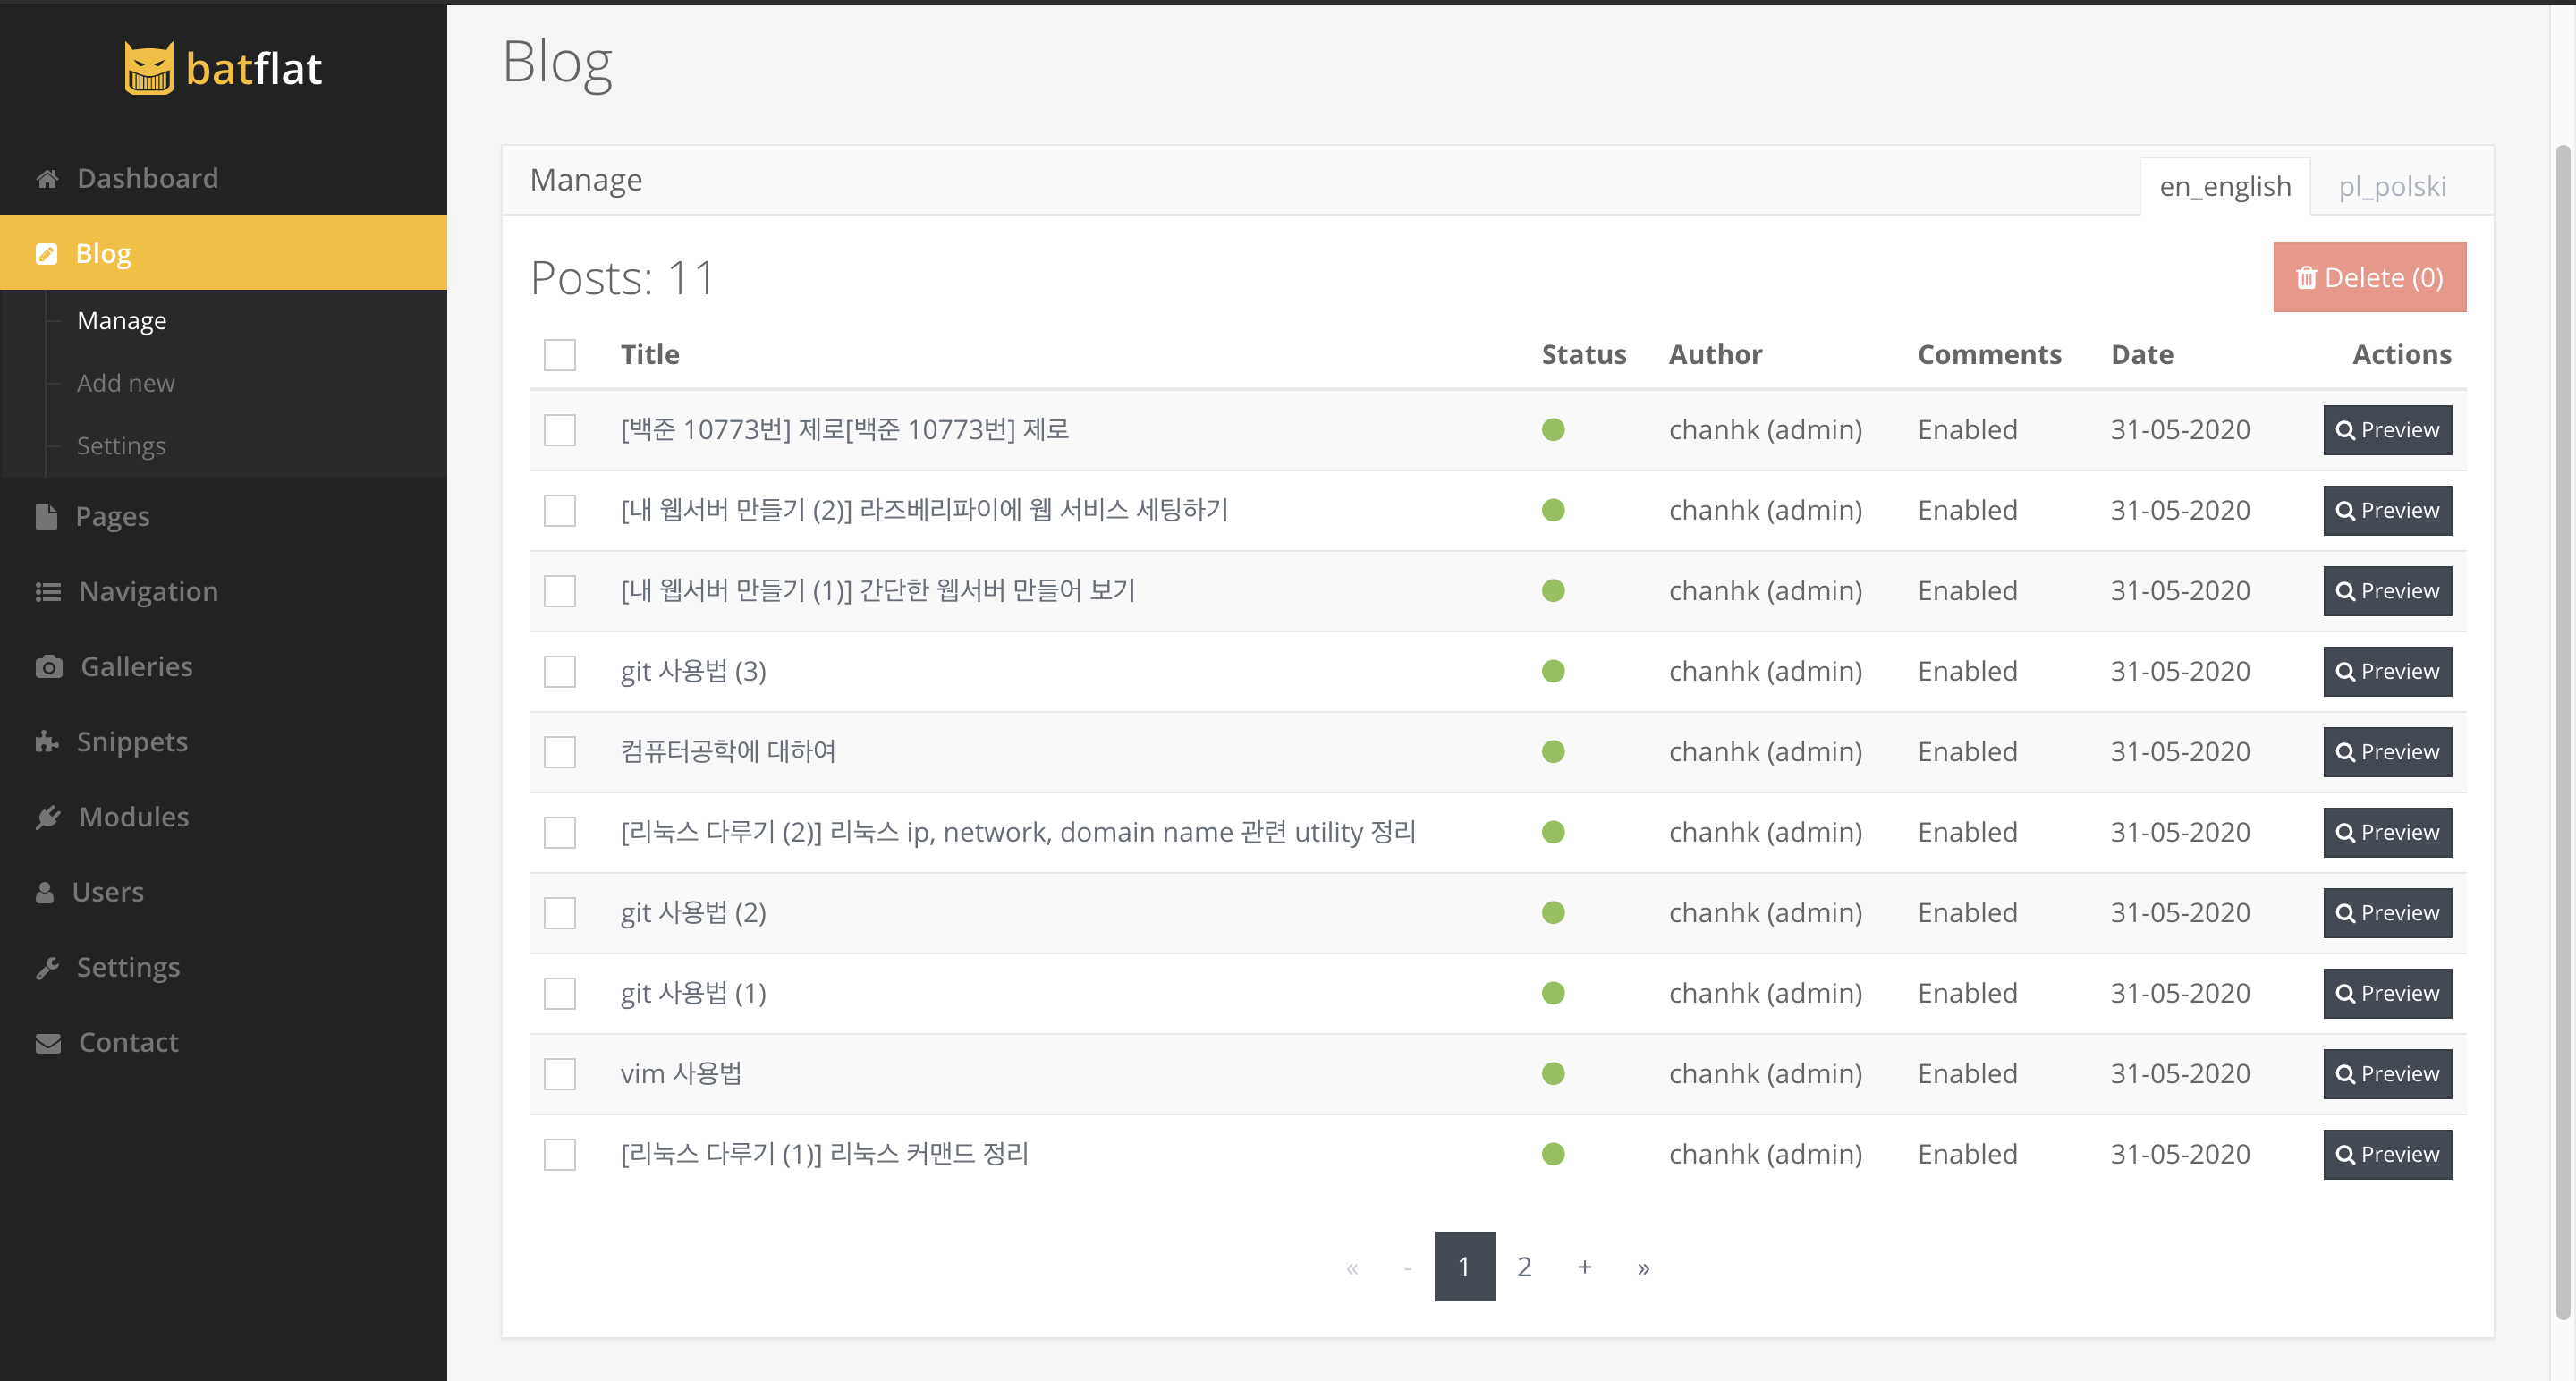 batflat
Dashboard
Blog
Manage
Add new
Settings
Pages
Navigation
Galleries
Snippets
Modules
Users
Settings
Contact
Blog
Manage en_english pl_polski
Posts: 11 Delete (0)
Title Status Author Comments Date Actions
[백준 10773번] 제로[백준 10773번] 제로 chanhk (admin) Enabled 31-05-2020 Preview
[내 웹서버 만들기 (2)] 라즈베리파이에 웹 서비스 세팅하기 chanhk (admin) Enabled 31-05-2020 Preview
[내 웹서버 만들기 (1)] 간단한 웹서버 만들어 보기 chanhk (admin) Enabled 31-05-2020 Preview
git 사용법 (3) chanhk (admin) Enabled 31-05-2020 Preview
컴퓨터공학에 대하여 chanhk (admin) Enabled 31-05-2020 Preview
[리눅스 다루기 (2)] 리눅스 ip, network, domain name 관련 utility 정리 chanhk (admin) Enabled 31-05-2020 Preview
git 사용법 (2) chanhk (admin) Enabled 31-05-2020 Preview
git 사용법 (1) chanhk (admin) Enabled 31-05-2020 Preview
vim 사용법 chanhk (admin) Enabled 31-05-2020 Preview
[리눅스 다루기 (1)] 리눅스 커맨드 정리 chanhk (admin) Enabled 31-05-2020 Preview
« - 1 2 + »